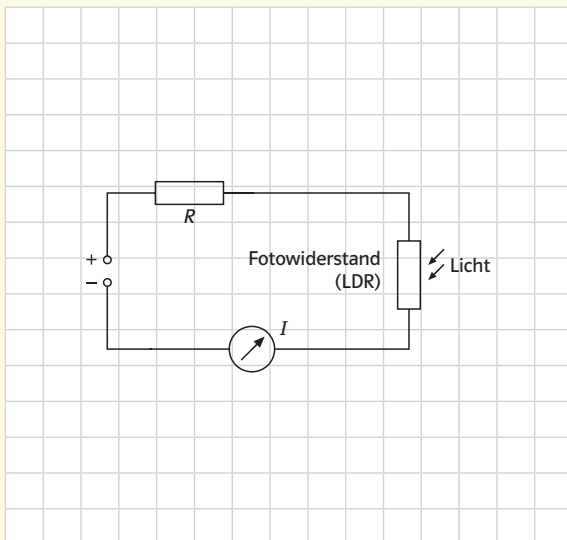 R
+
Fotowiderstand
(LDR)
Licht
−
I